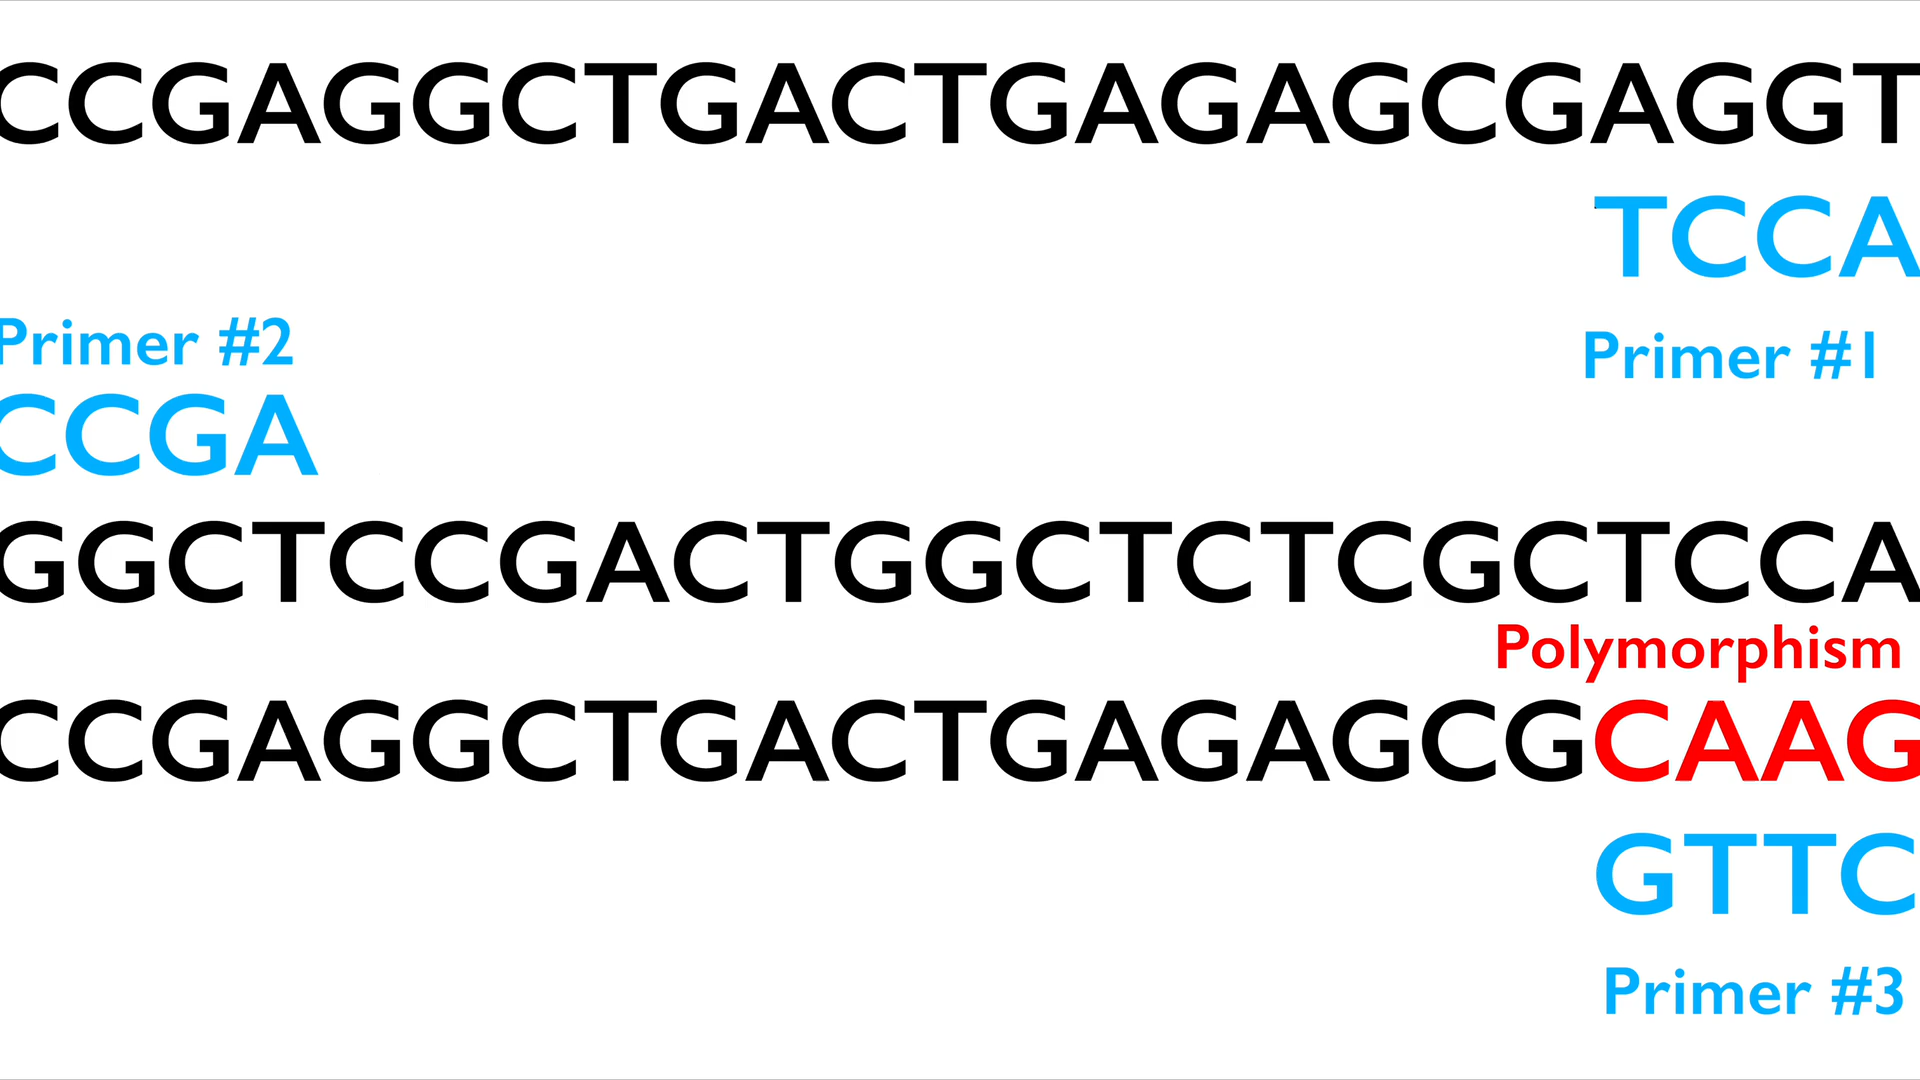 CCGAGGCTGACTGAGAGCGAGGT
TCCA
Primer #1
Primer #2
CCGA
GGCTCCGACTGGCTCTCGCTCCA
Polymorphism
CCGAGGCTGACTGAGAGCGCAAG
GTTC
Primer #3